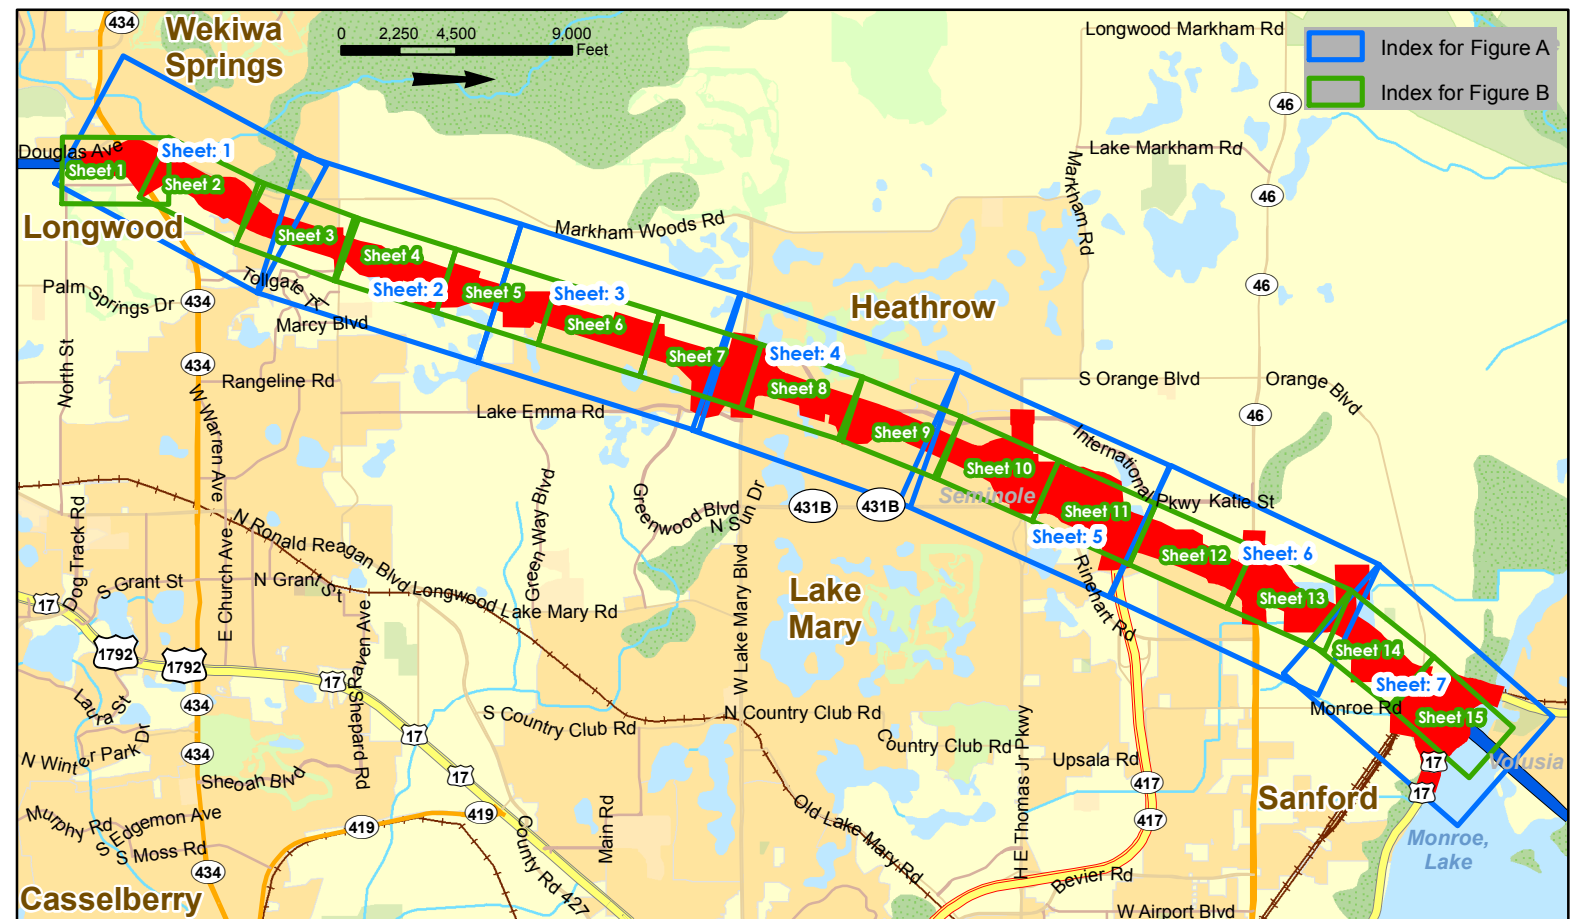 434
Wekiwa
Springs
0 2,250 4,500 9,000
Feet
Longwood Markham Rd
Index for Figure A
Index for Figure B
46
Douglas Ave
Sheet 1
Sheet: 1
Sheet 2
Lake Markham Rd
Markham Rd
46
Longwood
Sheet 3
Sheet 4
Markham Woods Rd
Palm Springs Dr
434
Tollgate Trl
Sheet: 2
Sheet 5
Sheet: 3
Sheet 6
Heathrow
46
Marcy Blvd
North St
434
W Warren Ave
Rangeline Rd
Sheet 7
Sheet: 4
Sheet 8
S Orange Blvd
Orange Blvd
46
Lake Emma Rd
Sheet 9
International Pkwy
Katie St
Sheet 10
Seminole
Sheet 11
Sheet: 5
431B
431B
Greenwood Blvd
N Sun Dr
Green Way Blvd
Dog Track Rd
N Ronald Reagan Blvd
Longwood Lake Mary Rd
S Grant St
N Grant St
E Church Ave
Raven Ave
Shepard Rd
17
1792
1792
17
Lake
Mary
W Lake Mary Blvd
Rinehart Rd
Sheet 12
Sheet: 6
Sheet 13
Sheet 14
Sheet: 7
Monroe Rd
Sheet 15
Volusia
17
17
Laura St
434
N Winter Park Dr
434
Sheoah Blvd
17
17
S Country Club Rd
N Country Club Rd
Country Club Rd
H E Thomas Jr Pkwy
Upsala Rd
417
417
Sanford
Monroe,
Lake
Murphy Rd
S Edgemon Ave
S Moss Rd
419
419
County Rd 427
Main Rd
Old Lake Mary Rd
Bevier Rd
W Airport Blvd
434
Casselberry